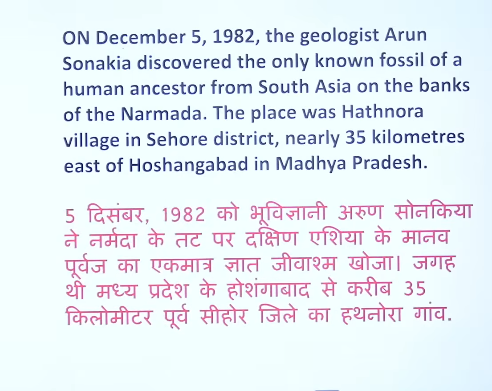 ON December 5, 1982, the geologist Arun
Sonakia discovered the only known fossil of a
human ancestor from South Asia on the banks
of the Narmada. The place was Hathnora
village in Sehore district, nearly 35 kilometres
east of Hoshangabad in Madhya Pradesh.
5 दिसंबर, 1982 को भूविज्ञानी अरुण सोनकिया
ने नर्मदा के तट पर दक्षिण एशिया के मानव
पूर्वज का एकमात्र ज्ञात जीवाश्म खोजा। जगह
थी मध्य प्रदेश के होशंगाबाद से करीब 35
किलोमीटर पूर्व सीहोर जिले का हथनोरा गांव.